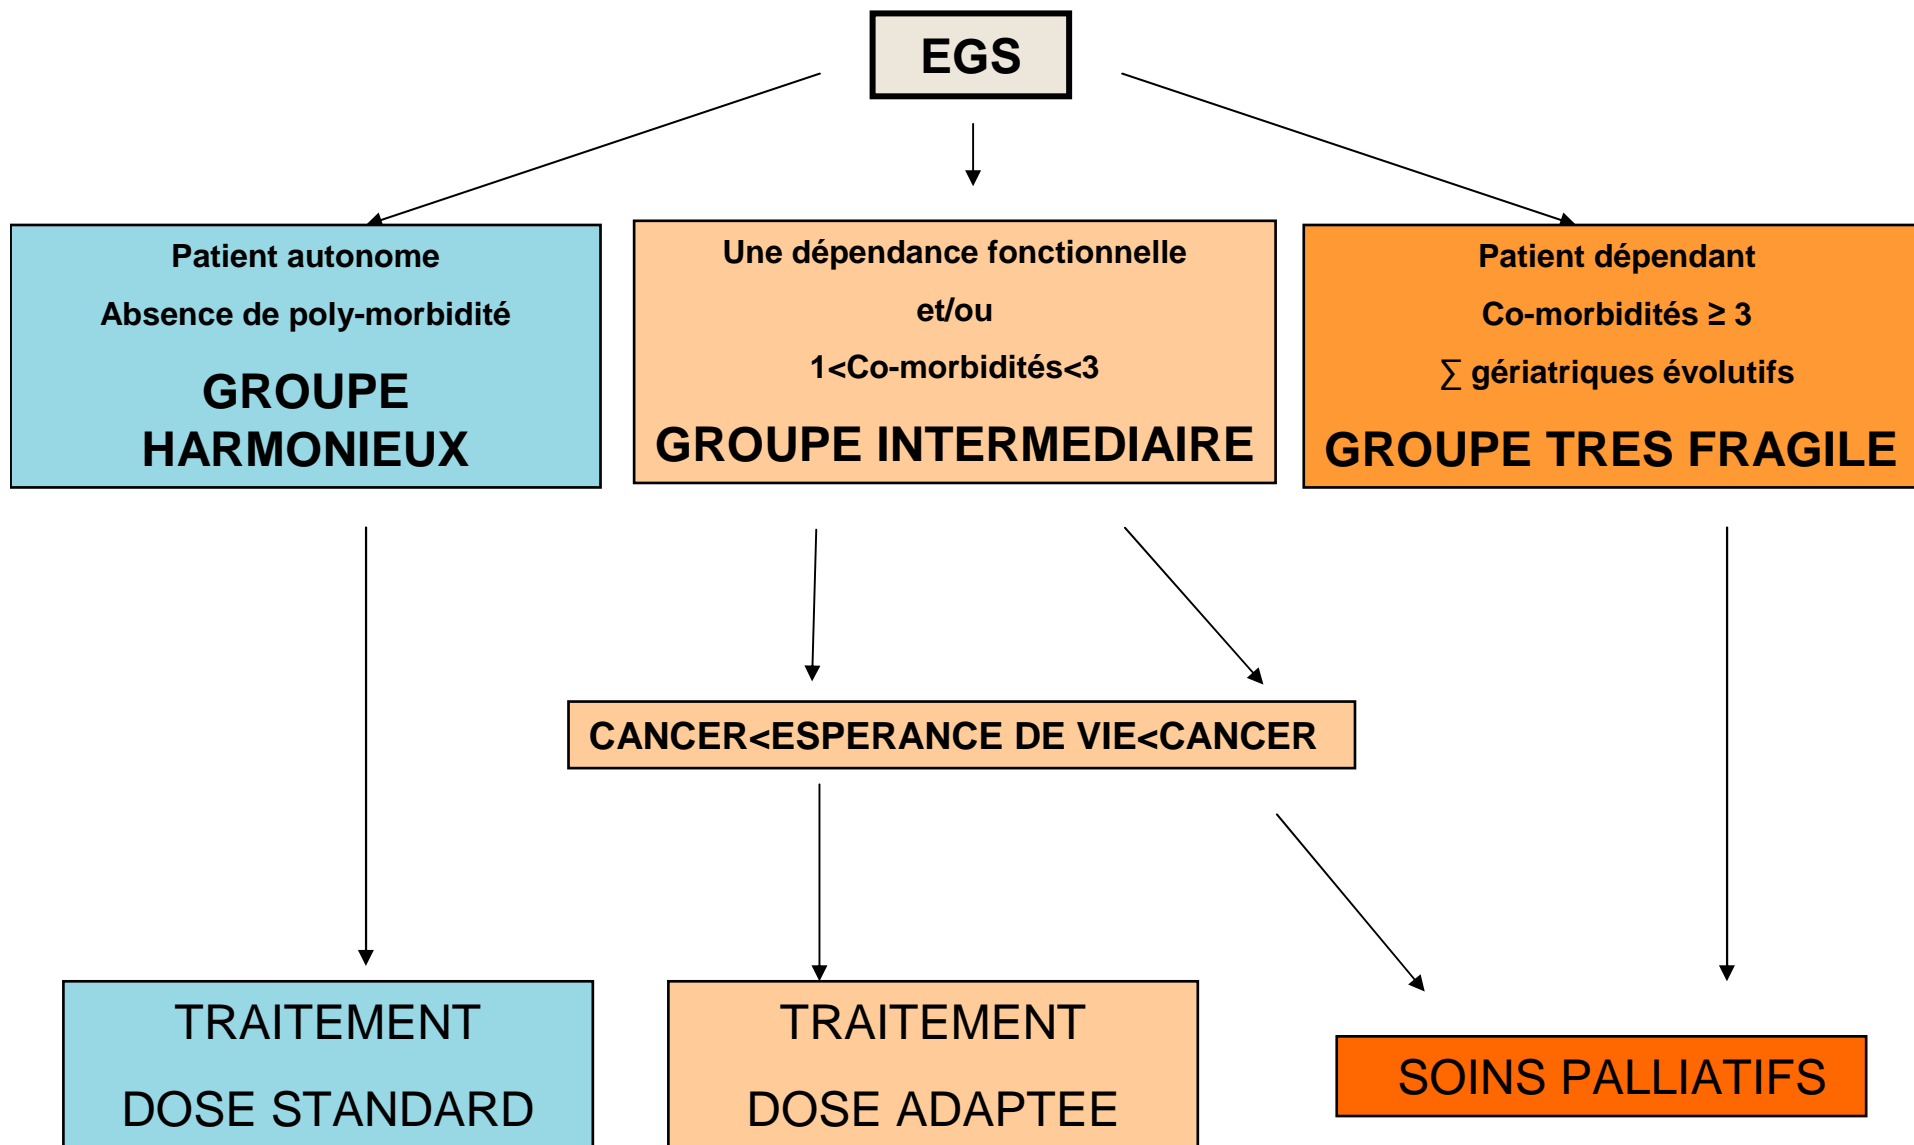 EGS
Patient autonome
Absence de poly-morbidité
GROUPE
HARMONIEUX
Une dépendance fonctionnelle
et/ou
1<Co-morbidités<3
GROUPE INTERMEDIAIRE
Patient dépendant
Co-morbidités ≥ 3
∑ gériatriques évolutifs
GROUPE TRES FRAGILE
CANCER<ESPERANCE DE VIE<CANCER
TRAITEMENT
DOSE STANDARD
TRAITEMENT
DOSE ADAPTEE
SOINS PALLIATIFS